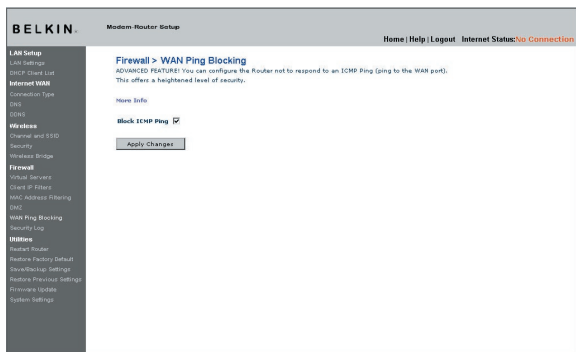 BELKIN®
Modem-Router Setup
Home | Help | Logout Internet Status:No Connection
LAN Setup
LAN Settings
DHCP Client List
Internet WAN
Connection Type
DNS
DDNS
Wireless
Channel and SSID
Security
Wireless Bridge
Firewall
Virtual Servers
Client IP Filters
MAC Address Filtering
DMZ
WAN Ping Blocking
Security Log
Utilities
Restart Router
Restore Factory Default
Save/Backup Settings
Restore Previous Settings
Firmware Update
System Settings
Firewall > WAN Ping Blocking
ADVANCED FEATURE! You can configure the Router not to respond to an ICMP Ping (ping to the WAN port).
This offers a heightened level of security.
More Info
Block ICMP Ping
Apply Changes